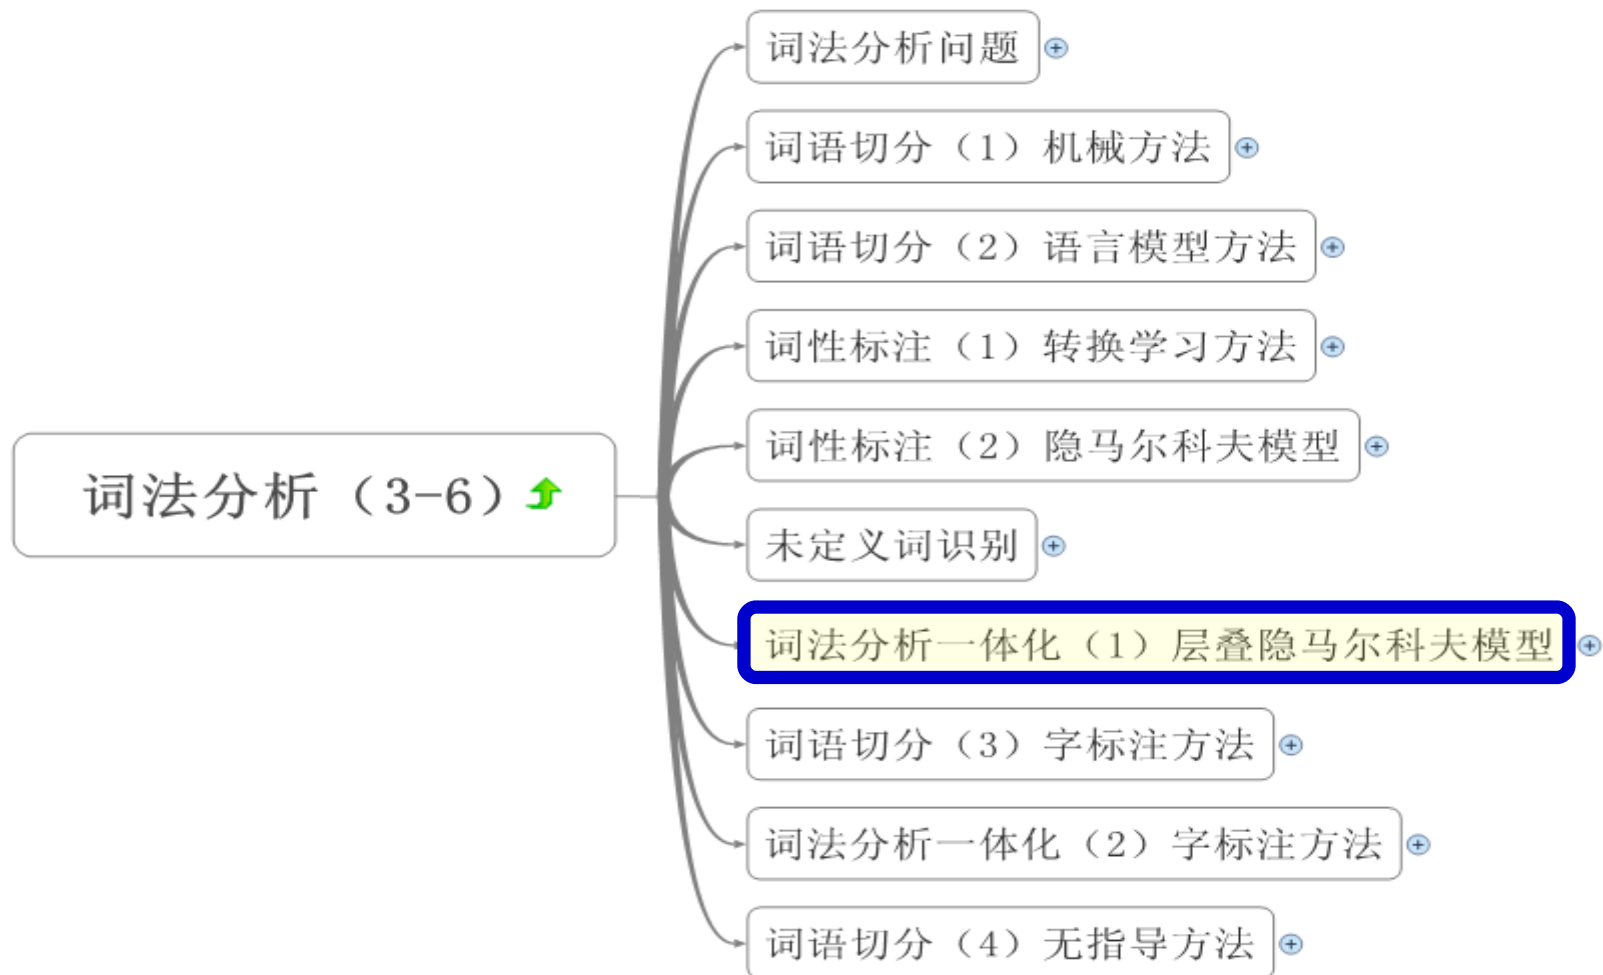 词法分析问题
词语切分（1）机械方法
词语切分（2）语言模型方法
词性标注（1）转换学习方法
词性标注（2）隐马尔科夫模型
词法分析（3-6）
未定义词识别
词法分析一体化（1）层叠隐马尔科夫模型
词语切分（3）字标注方法
词法分析一体化（2）字标注方法
词语切分（4）无指导方法